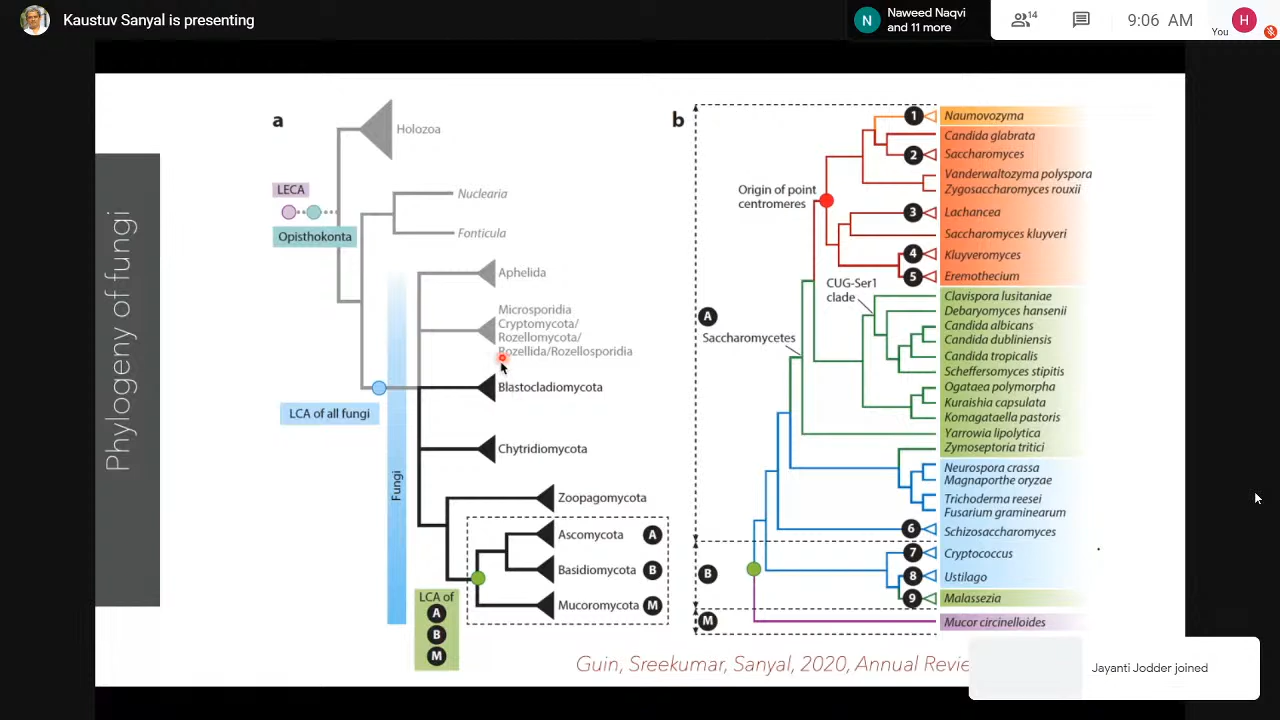 Kaustuv Sanyal is presenting
N
Naweed Naqvi
and 11 more
14
9:06 AM
You
H
Phylogeny of fungi
a
Holozoa
LECA
Nuclearia
Opisthokonta
Fonticula
Aphelida
Microsporidia
Cryptomycota/
Rozellomycota/
Rozellida/Rozellosporidia
Blastocladiomycota
LCA of all fungi
Chytridiomycota
Fungi
Zoopagomycota
Ascomycota A
Basidiomycota B
Mucoromycota M
LCA of
A
B
M
b
1 Naumovozyma
Candida glabrata
2 Saccharomyces
Vanderwaltozyma polyspora
Zygosaccharomyces rouxii
Origin of point
centromeres
3 Lachancea
Saccharomyces kluyveri
4 Kluyveromyces
5 Eremothecium
CUG-Ser1
clade
Clavispora lusitaniae
Debaryomyces hansenii
A
Candida albicans
Saccharomycetes
Candida dubliniensis
Candida tropicalis
Scheffersomyces stipitis
Ogataea polymorpha
Kuraishia capsulata
Komagataella pastoris
Yarrowia lipolytica
Zymoseptoria tritici
Neurospora crassa
Magnaporthe oryzae
Trichoderma reesei
Fusarium graminearum
6 Schizosaccharomyces
7 Cryptococcus
B
8 Ustilago
9 Malassezia
M
Mucor circinelloides
Guin, Sreekumar, Sanyal, 2020, Annual Revie
Jayanti Jodder joined